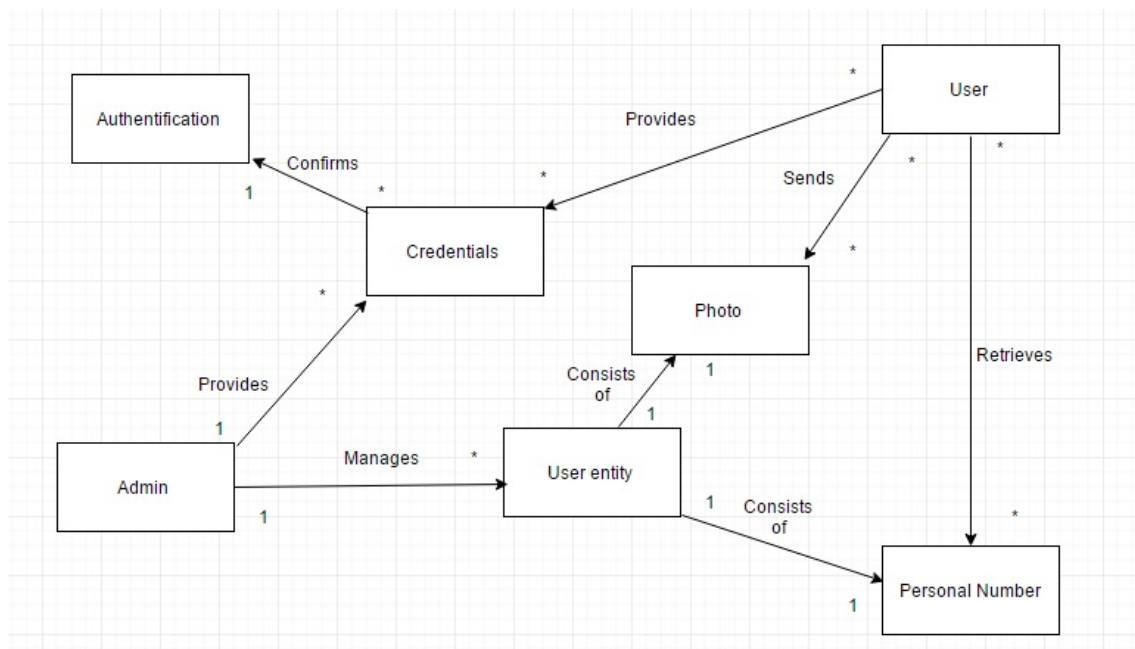 *
User
Authentification
Provides
*
Confirms
*
Sends
*
1
*
*
Credentials
*
*
Photo
Retrieves
Consists
of
1
Provides
1
1
Manages
*
User entity
Admin
1
1
Consists
of
*
Personal Number
1